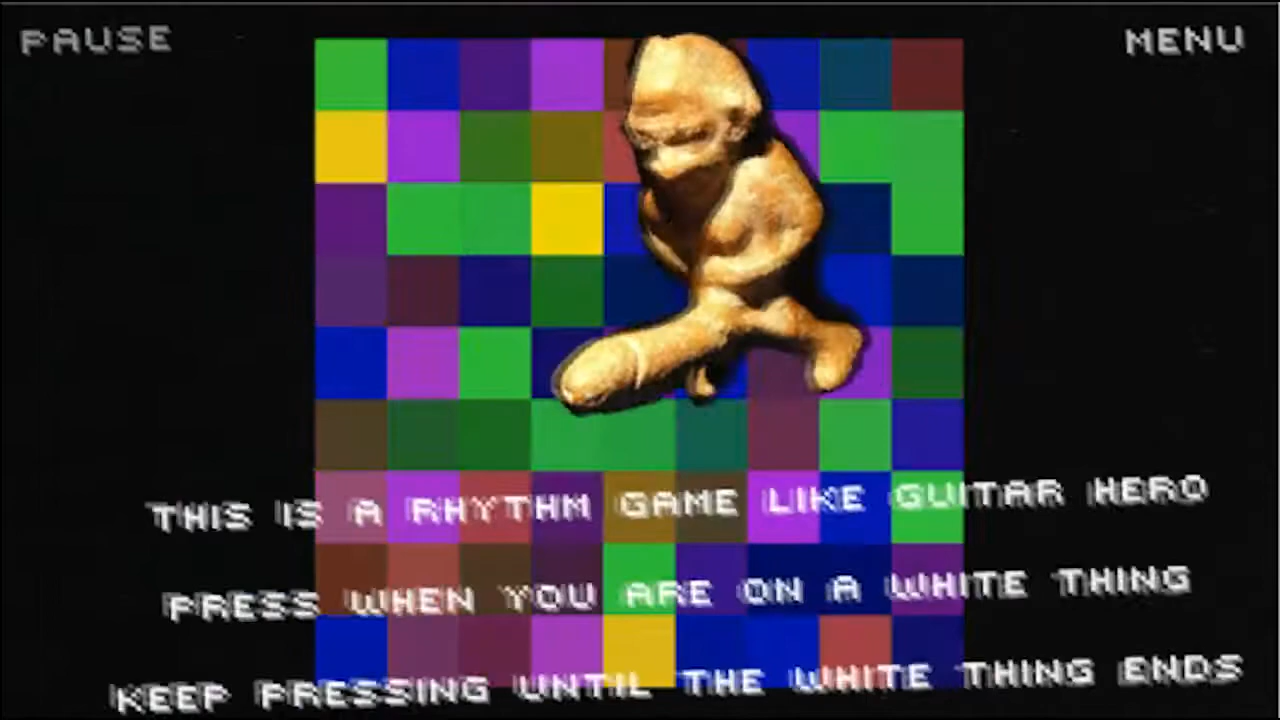 PAUSE
MENU
THIS IS A RHYTHM GAME LIKE GUITAR HERO
PRESS WHEN YOU ARE ON A WHITE THING
KEEP PRESSING UNTIL THE WHITE THING ENDS